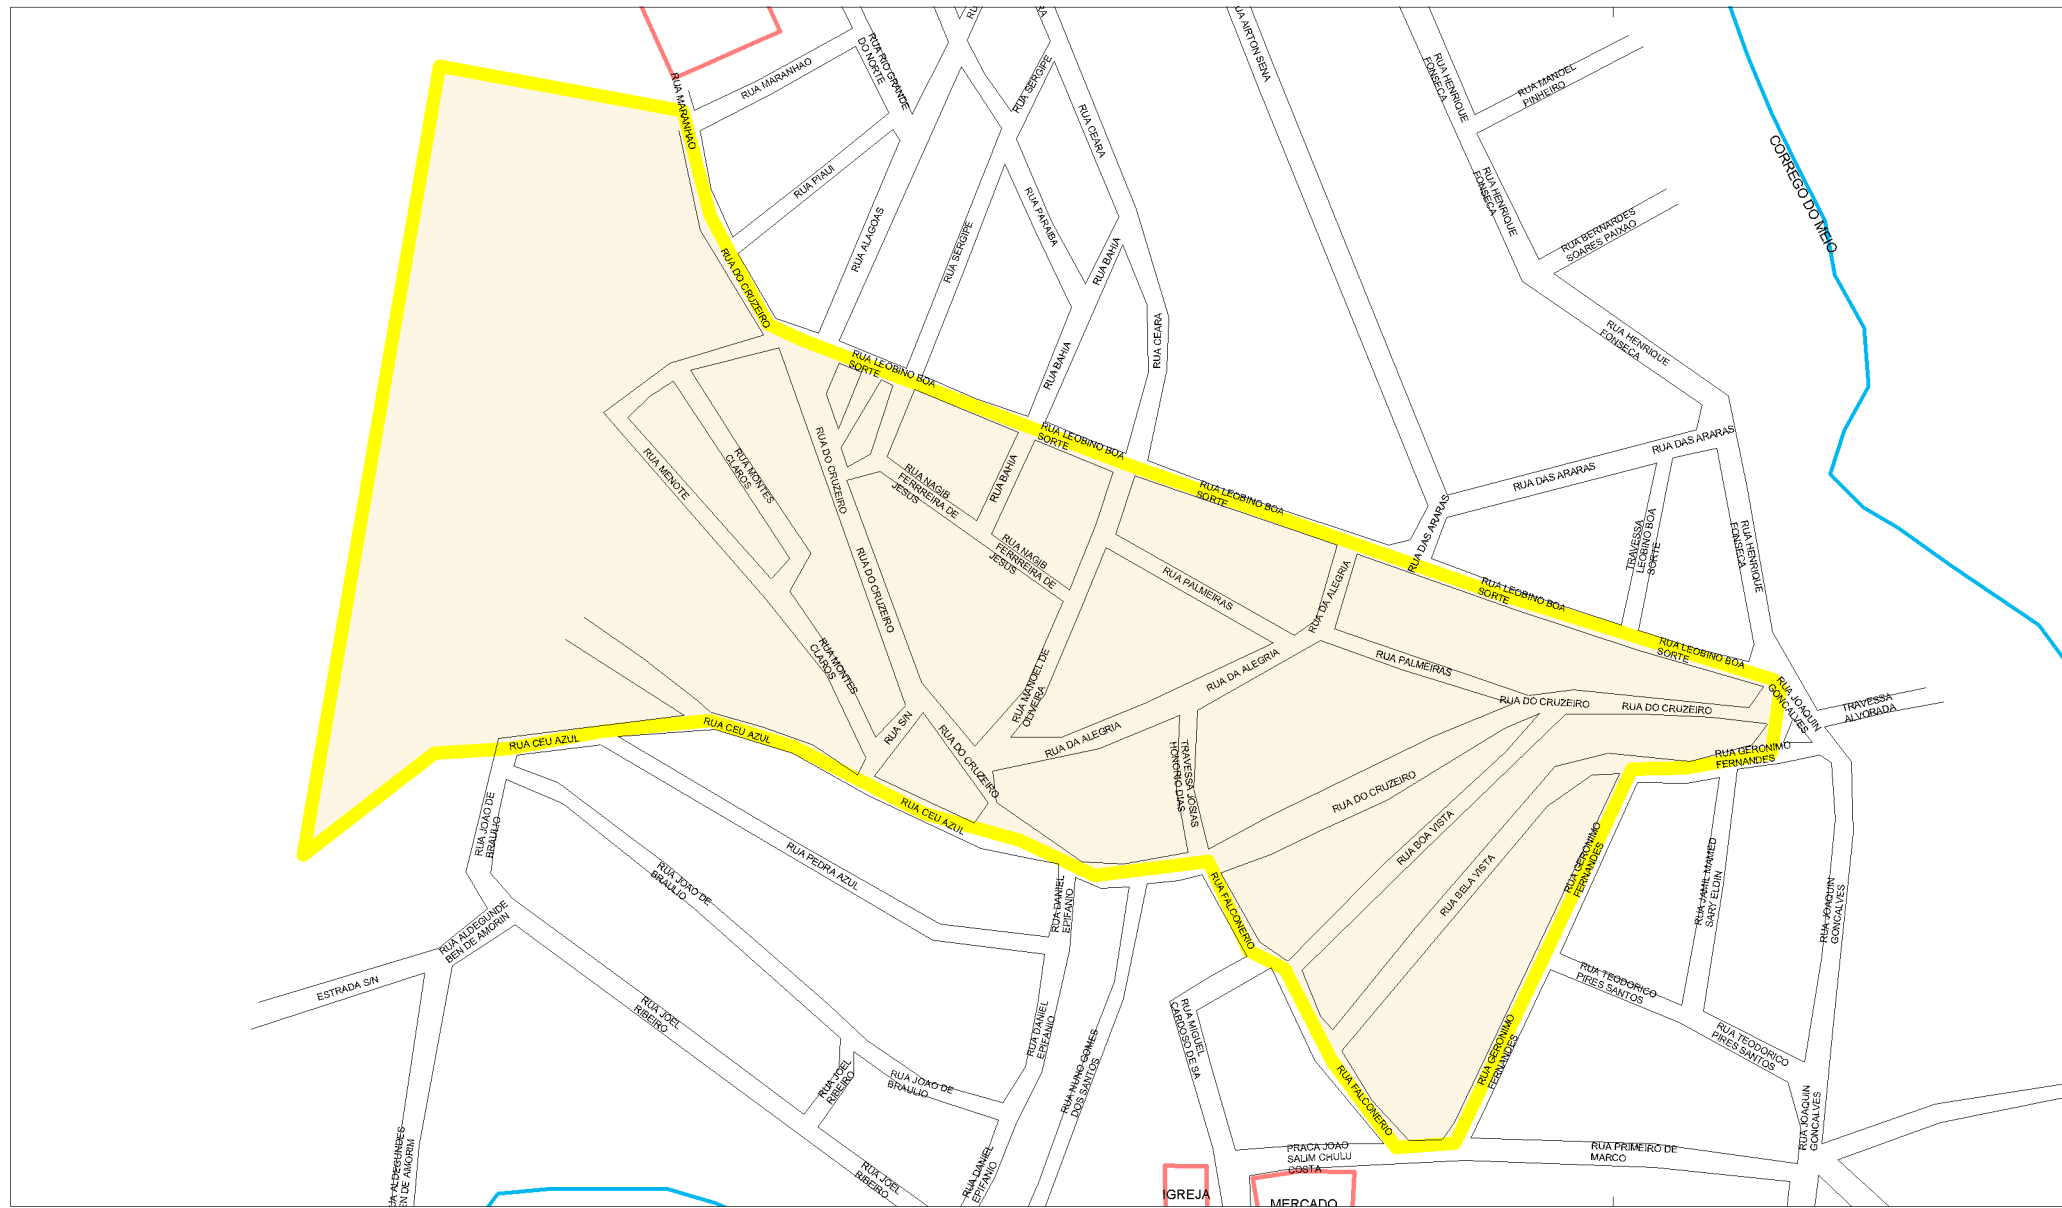 RUA MARANHAO
RUA MARANHAO
RUA RIO GRANDE
DO NORTE
RUA SERGIPE
RUA CEARA
RUA AIRTON SENA
RUA HENRIQUE
FONSECA
RUA MANOEL
PINHEIRO
CORREGO DO MEIO
RUA PIAUI
RUA ALAGOAS
RUA SERGIPE
RUA PARAIBA
RUA BAHIA
RUA HENRIQUE
FONSECA
RUA BERNARDES
SOARES PAIXAO
RUA DO CRUZEIRO
RUA CEARA
RUA BAHIA
RUA HENRIQUE
FONSECA
RUA LEOBINO BOA
SORTE
RUA LEOBINO BOA
SORTE
RUA DAS ARARAS
RUA DAS ARARAS
RUA MENOTE
RUA MONTES
CLAROS
RUA DO CRUZEIRO
RUA NAGIB
FERRREIRA DE
JESUS
RUA BAHIA
RUA LEOBINO BOA
SORTE
RUA DAS ARARAS
TRAVESSA
LEOBINO BOA
SORTE
RUA HENRIQUE
FONSECA
RUA DO CRUZEIRO
RUA NAGIB
FERRREIRA DE
JESUS
RUA PALMEIRAS
RUA DA ALEGRIA
RUA LEOBINO BOA
SORTE
RUA LEOBINO BOA
SORTE
RUA MONTES
CLAROS
RUA MANOEL DE
OLIVEIRA
RUA DA ALEGRIA
RUA PALMEIRAS
RUA DO CRUZEIRO
RUA DO CRUZEIRO
RUA JOAQUIN
GONCALVES
TRAVESSA
ALVORADA
RUA CEU AZUL
RUA CEU AZUL
RUA S/N
RUA DO CRUZEIRO
RUA DA ALEGRIA
TRAVESSA JOSIAS
HONORIO DIAS
RUA GERONIMO
FERNANDES
RUA CEU AZUL
RUA DO CRUZEIRO
RUA JOAO DE
BRAULIO
RUA PEDRA AZUL
RUA JOAO DE
BRAULIO
RUA DANIEL
EPIFANIO
RUA FALCONERIO
RUA BOA VISTA
RUA BELA VISTA
RUA GERONIMO
FERNANDES
RUA JAMIL MAMED
SARY ELDIN
RUA JOAQUIN
GONCALVES
RUA ALDEGUNDE
BEN DE AMORIN
ESTRADA S/N
RUA JOEL
RIBEIRO
RUA DANIEL
EPIFANIO
RUA NUNO GOMES
DOS SANTOS
RUA MIGUEL
CARDOSO DE SA
RUA TEODORICO
PIRES SANTOS
RUA TEODORICO
PIRES SANTOS
RUA GERONIMO
FERNANDES
RUA JOEL
RIBEIRO
RUA JOAO DE
BRAULIO
RUA FALCONERIO
RUA JOAQUIN
GONCALVES
RUA JOEL
RIBEIRO
RUA DANIEL
EPIFANIO
PRACA JOAO
SALIM CHULU
COSTA
RUA PRIMEIRO DE
MARCO
IGREJA
MERCADO